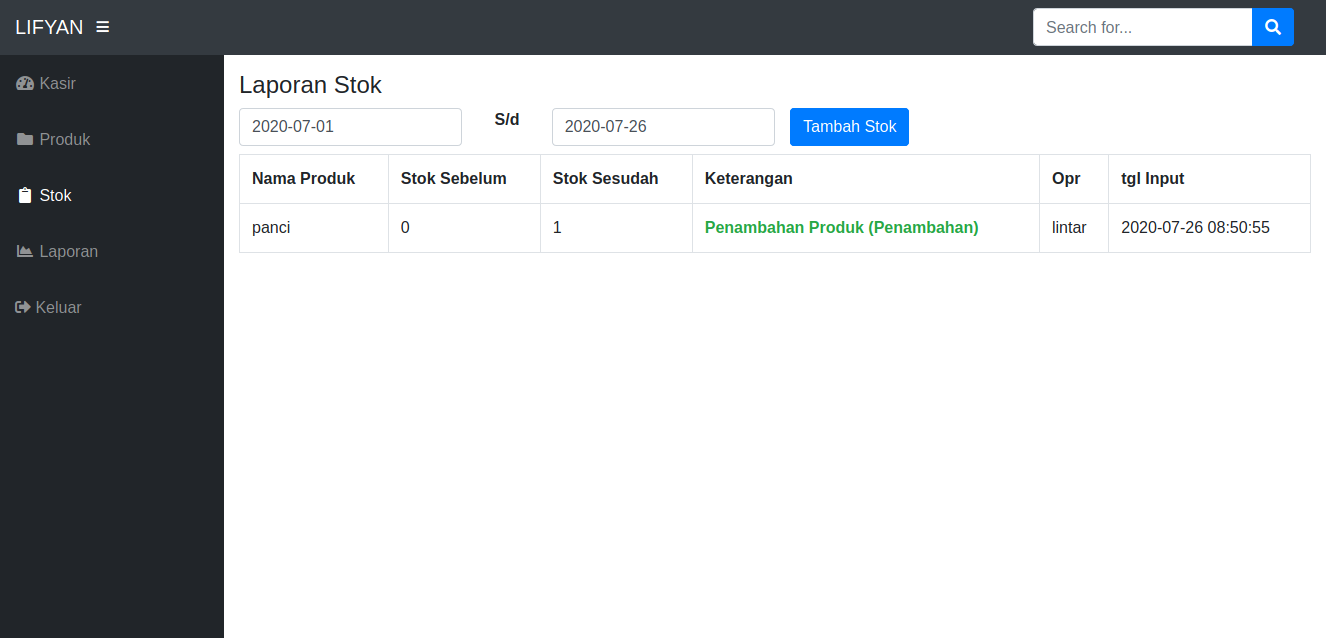 LIFYAN
Search for...
Kasir
Produk
Stok
Laporan
Keluar
Laporan Stok
2020-07-01 S/d 2020-07-26 Tambah Stok
Nama Produk Stok Sebelum Stok Sesudah Keterangan Opr tgl Input
panci 0 1 Penambahan Produk (Penambahan) lintar 2020-07-26 08:50:55